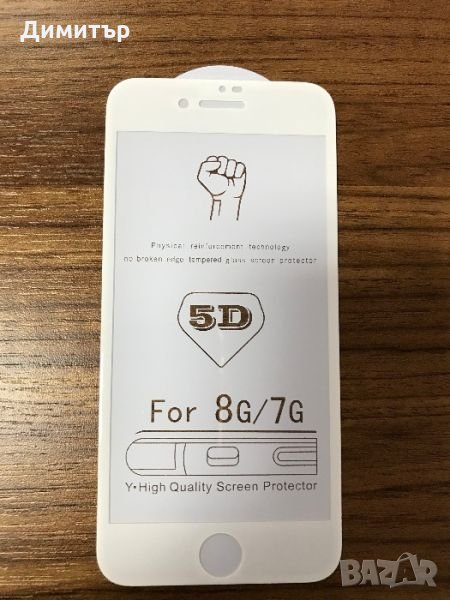 Димитър
Physical reinforcement technology
no broken edge tempered glass screen protector
5D
For 8G/7G
Y•High Quality Screen Protector
BAZAR